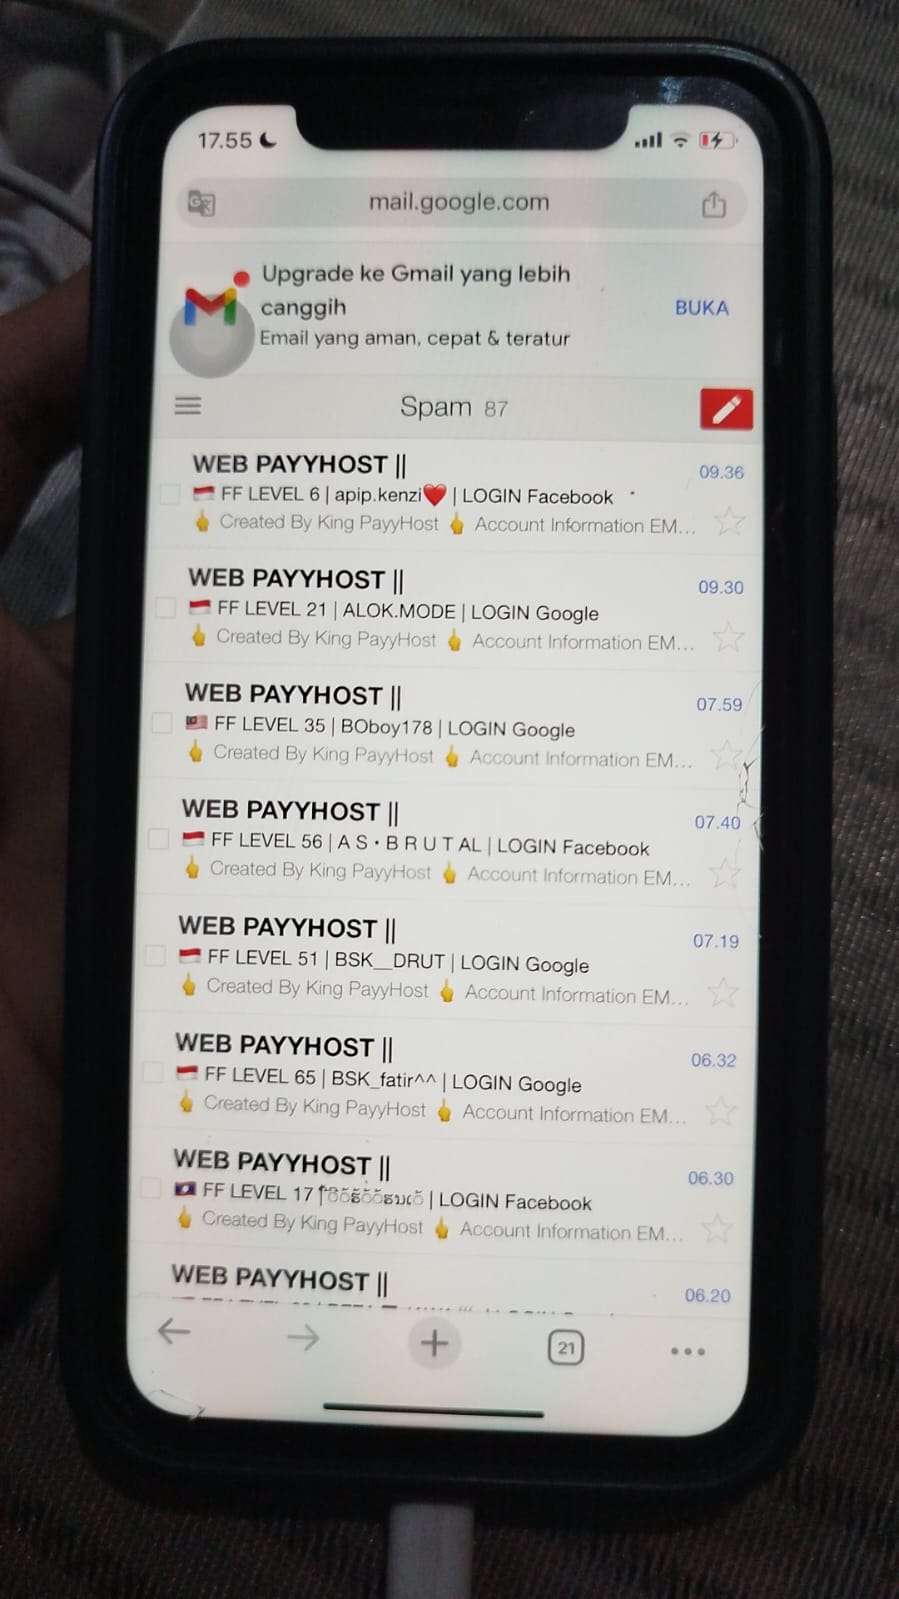 17.55
mail.google.com
Upgrade ke Gmail yang lebih
canggih
BUKA
Email yang aman, cepat & teratur
Spam 87
WEB PAYYHOST ||
09.36
🇮🇩 FF LEVEL 6 | apip.kenzi❤️ | LOGIN Facebook
🖕 Created By King PayyHost 🖕 Account Information EM...
WEB PAYYHOST ||
09.30
🇮🇩 FF LEVEL 21 | ALOK.MODE | LOGIN Google
🖕 Created By King PayyHost 🖕 Account Information EM...
WEB PAYYHOST ||
07.59
🇲🇾 FF LEVEL 35 | BOboy178 | LOGIN Google
🖕 Created By King PayyHost 🖕 Account Information EM...
WEB PAYYHOST ||
07.40
🇮🇩 FF LEVEL 56 | A S • B R U T AL | LOGIN Facebook
🖕 Created By King PayyHost 🖕 Account Information EM...
WEB PAYYHOST ||
07.19
🇮🇩 FF LEVEL 51 | BSK__DRUT | LOGIN Google
🖕 Created By King PayyHost 🖕 Account Information EM...
WEB PAYYHOST ||
06.32
🇮🇩 FF LEVEL 65 | BSK_fatir^^ | LOGIN Google
🖕 Created By King PayyHost 🖕 Account Information EM...
WEB PAYYHOST ||
06.30
FF LEVEL 17 | LOGIN Facebook
🖕 Created By King PayyHost 🖕 Account Information EM...
WEB PAYYHOST ||
06.20
21